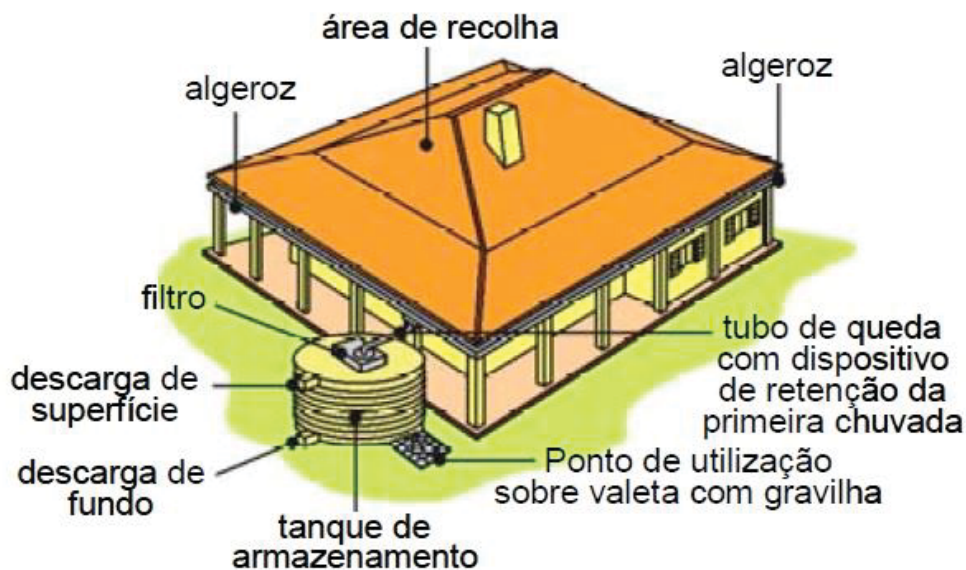 área de recolha
algeroz
algeroz
filtro
descarga de
superfície
descarga de
fundo
tanque de
armazenamento
tubo de queda
com dispositivo
de retenção da
primeira chuvada
Ponto de utilização
sobre valeta com gravilha